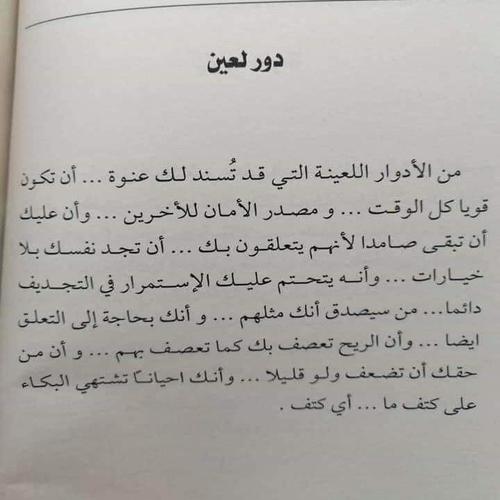 دور لعين
من الأدوار اللعينة التي قد تُسند لك عنوة ... أن تكون
قويا كل الوقت ... و مصدر الأمان للأخرين ... وأن عليك
أن تبقى صامدا لأنهم يتعلقون بك ... أن تجد نفسك بلا
خيارات ... وأنه يتحتم عليك الإستمرار في التجديف
دائما... من سيصدق أنك مثلهم ... و أنك بحاجة إلى التعلق
ايضا ... وأن الريح تعصف بك كما تعصف بهم ... و أن من
حقك أن تضعف ولو قليلا ... وأنك احيانًا تشتهي البكاء
على كتف ما ... أي كتف .